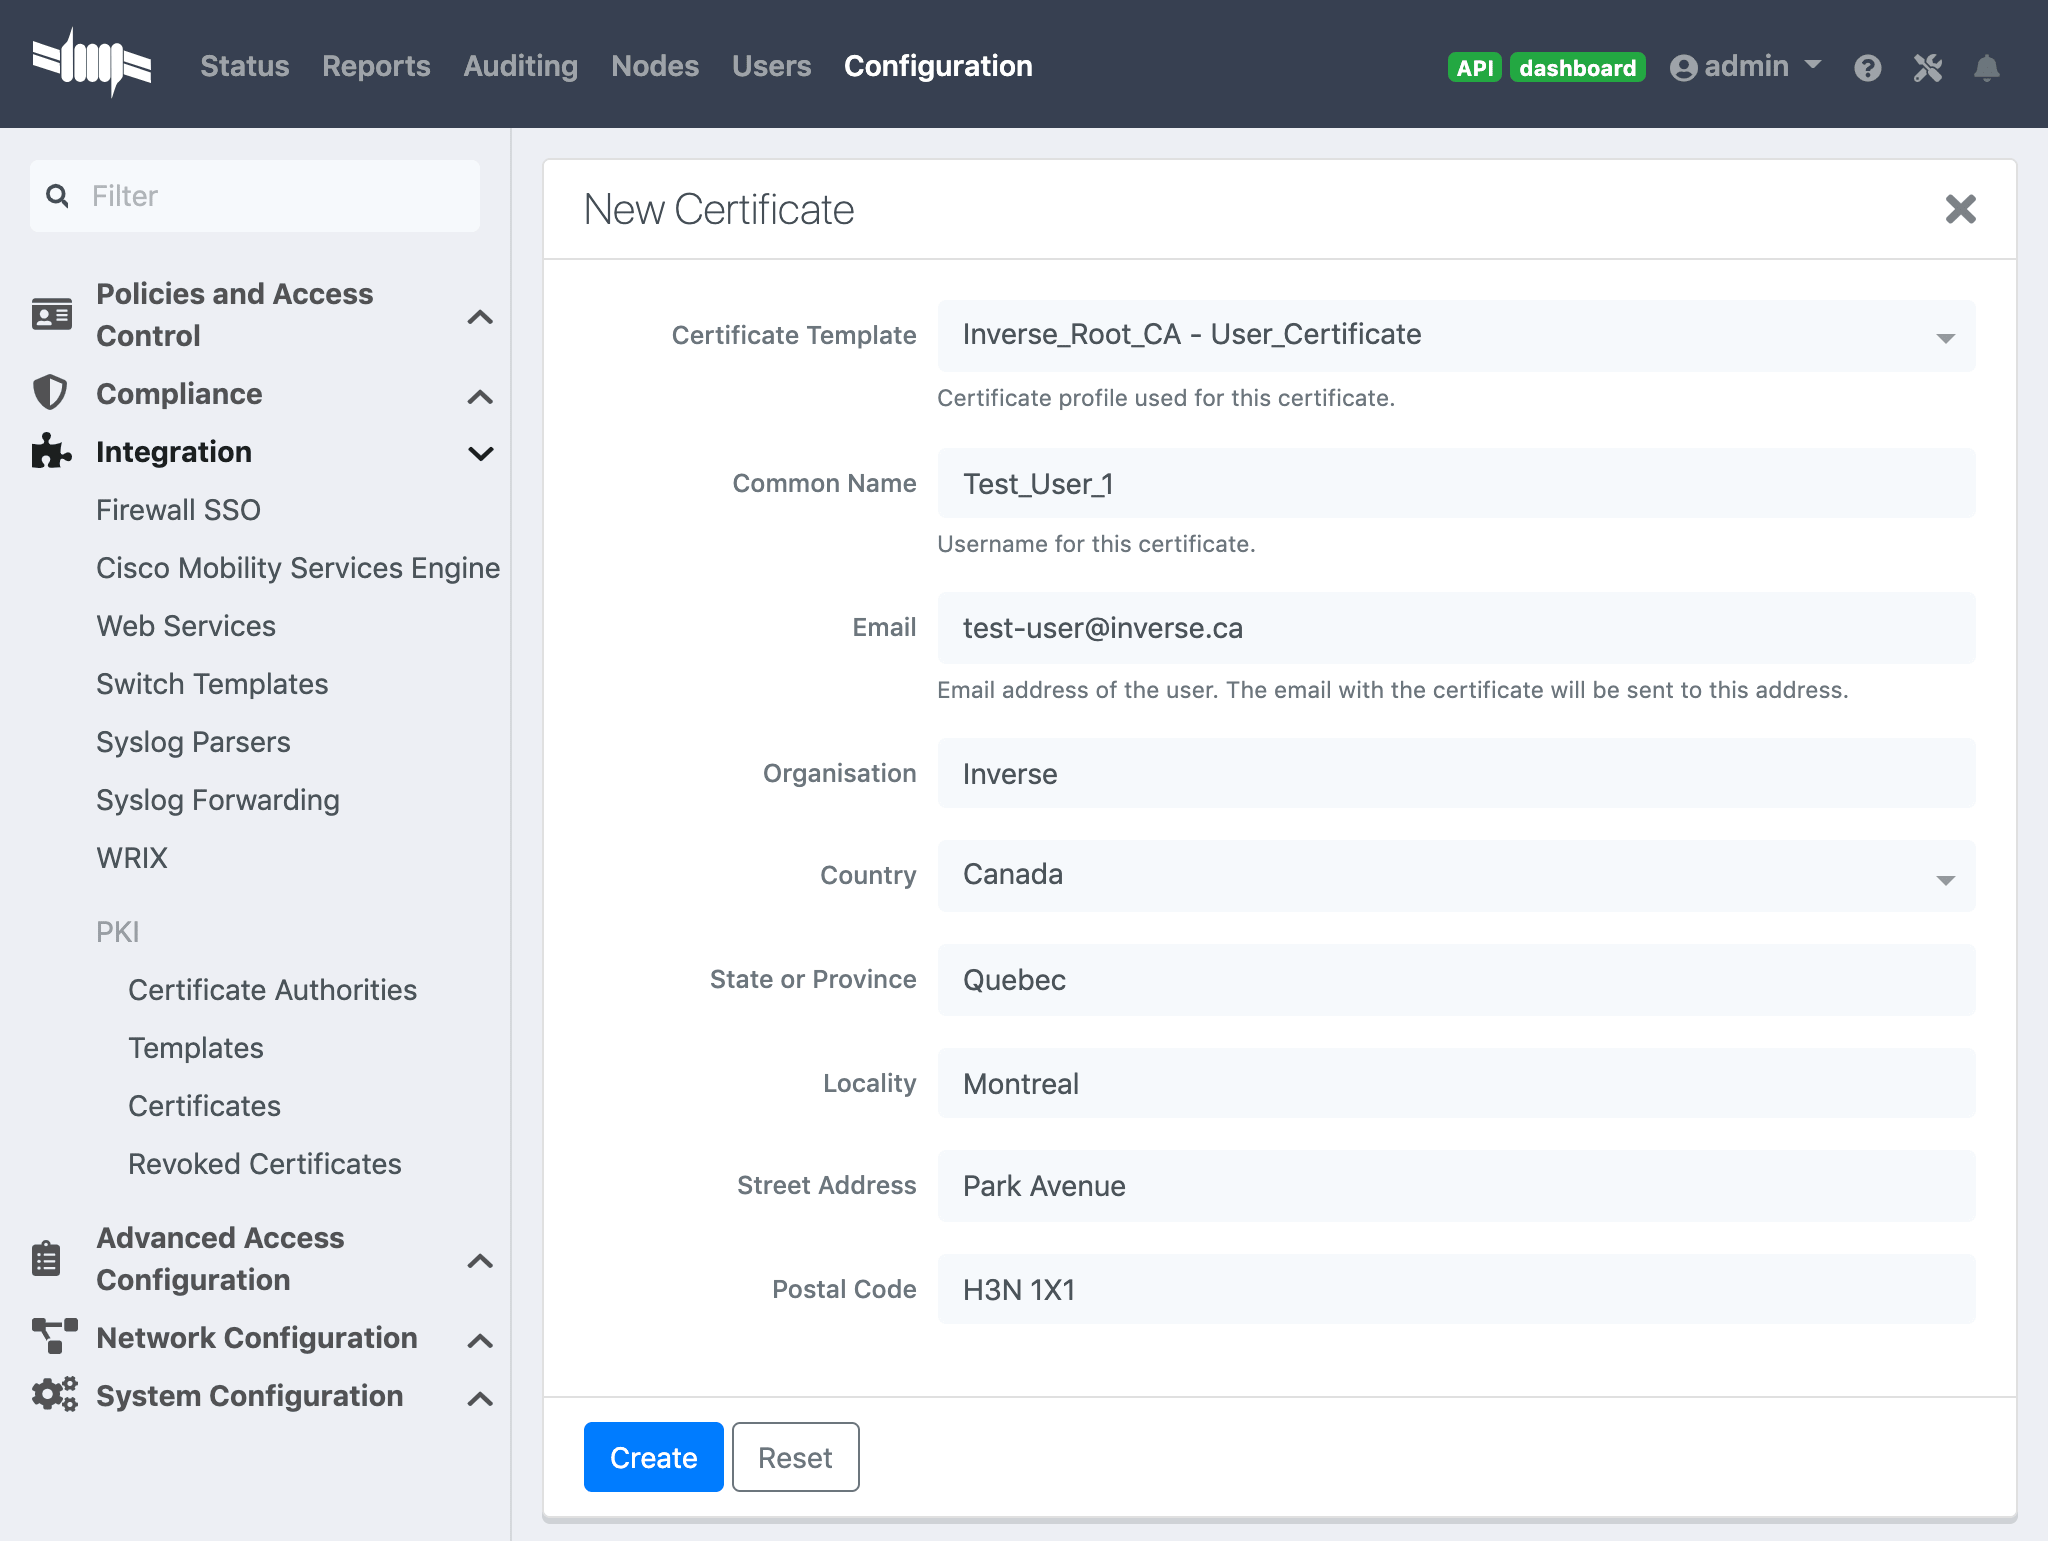 Status Reports Auditing Nodes Users Configuration API dashboard admin
Filter
Policies and Access
Control
Compliance
Integration
Firewall SSO
Cisco Mobility Services Engine
Web Services
Switch Templates
Syslog Parsers
Syslog Forwarding
WRIX
PKI
Certificate Authorities
Templates
Certificates
Revoked Certificates
Advanced Access
Configuration
Network Configuration
System Configuration
New Certificate
Certificate Template Inverse_Root_CA - User_Certificate
Certificate profile used for this certificate.
Common Name Test_User_1
Username for this certificate.
Email test-user@inverse.ca
Email address of the user. The email with the certificate will be sent to this address.
Organisation Inverse
Country Canada
State or Province Quebec
Locality Montreal
Street Address Park Avenue
Postal Code H3N 1X1
Create Reset